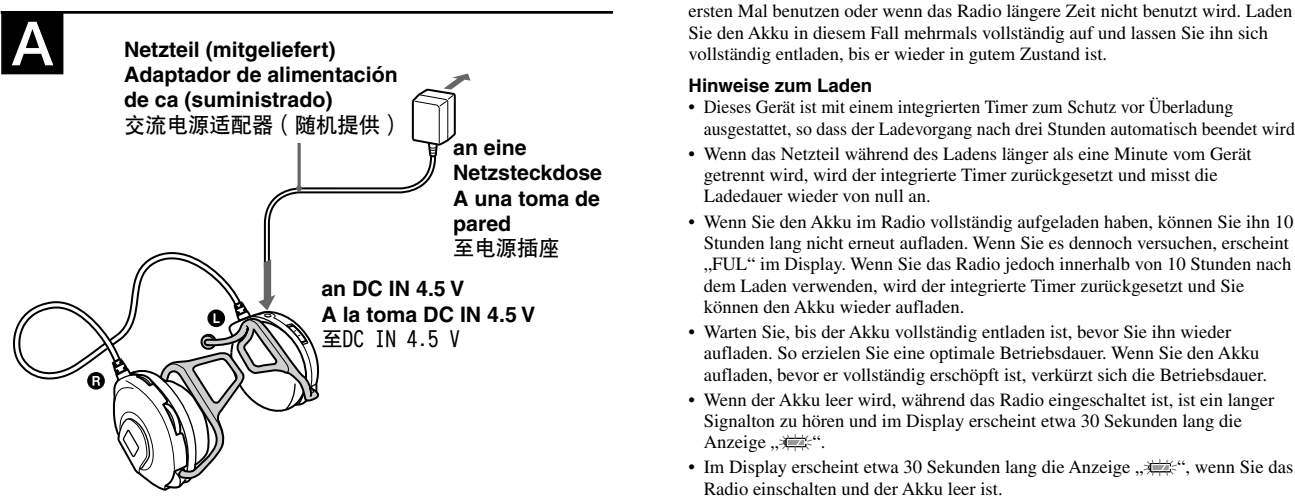 A
Netzteil (mitgeliefert)
Adaptador de alimentación
de ca (suministrado)
交流电源适配器（随机提供）
an eine
Netzsteckdose
A una toma de
pared
至电源插座
an DC IN 4.5 V
A la toma DC IN 4.5 V
至DC IN 4.5 V
L
R
ersten Mal benutzen oder wenn das Radio längere Zeit nicht benutzt wird. Laden
Sie den Akku in diesem Fall mehrmals vollständig auf und lassen Sie ihn sich
vollständig entladen, bis er wieder in gutem Zustand ist.
Hinweise zum Laden
• Dieses Gerät ist mit einem integrierten Timer zum Schutz vor Überladung
ausgestattet, so dass der Ladevorgang nach drei Stunden automatisch beendet wird
• Wenn das Netzteil während des Ladens länger als eine Minute vom Gerät
getrennt wird, wird der integrierte Timer zurückgesetzt und misst die
Ladedauer wieder von null an.
• Wenn Sie den Akku im Radio vollständig aufgeladen haben, können Sie ihn 10
Stunden lang nicht erneut aufladen. Wenn Sie es dennoch versuchen, erscheint
„FUL“ im Display. Wenn Sie das Radio jedoch innerhalb von 10 Stunden nach
dem Laden verwenden, wird der integrierte Timer zurückgesetzt und Sie
können den Akku wieder aufladen.
• Warten Sie, bis der Akku vollständig entladen ist, bevor Sie ihn wieder
aufladen. So erzielen Sie eine optimale Betriebsdauer. Wenn Sie den Akku
aufladen, bevor er vollständig erschöpft ist, verkürzt sich die Betriebsdauer.
• Wenn der Akku leer wird, während das Radio eingeschaltet ist, ist ein langer
Signalton zu hören und im Display erscheint etwa 30 Sekunden lang die
Anzeige „“.
• Im Display erscheint etwa 30 Sekunden lang die Anzeige „“, wenn Sie das
Radio einschalten und der Akku leer ist.